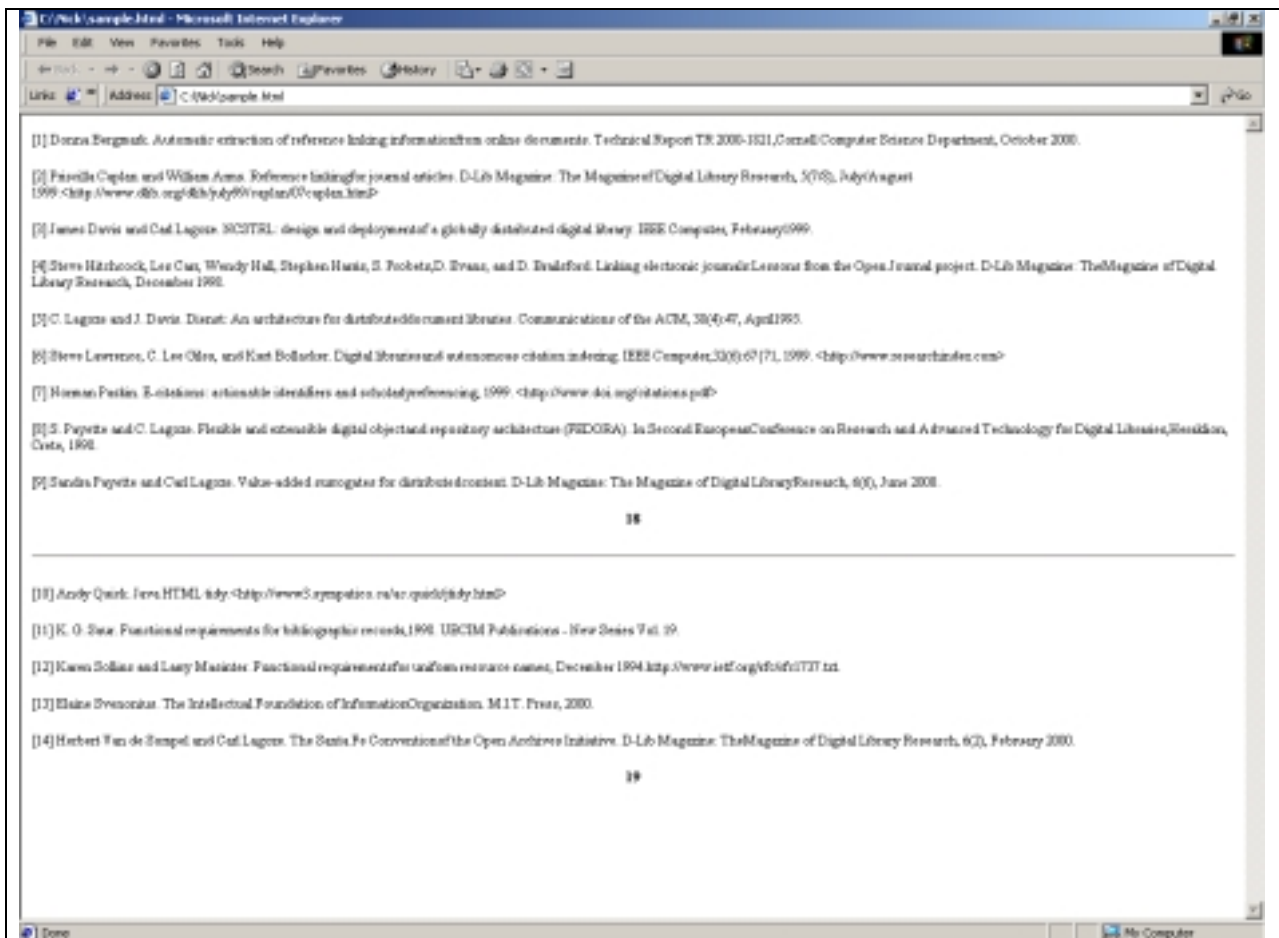 C:\Nick\sample.html - Microsoft Internet Explorer
File Edit View Favorites Tools Help
Back Search Favorites History
Links Address C:\Nick\sample.html Go
[1] Donna Bergmark. Automatic extraction of reference linking informationfrom online documents. Technical Report TR 2000-1821,Cornell Computer Science Department, October 2000.
[2] Priscilla Caplan and William Arms. Reference linkingfor journal articles. D-Lib Magazine: The Magazineof Digital Library Research, 5(7/8), July/August
1999.<http://www.dlib.org/dlib/july99/caplan/07caplan.html>
[3] James Davis and Carl Lagoze. NCSTRL: design and deploymentof a globally distributed digital library. IEEE Computer, February1999.
[4] Steve Hitchcock, Les Carr, Wendy Hall, Stephen Harris, S. Probets,D. Evans, and D. Brailsford. Linking electronic journals:Lessons from the Open Journal project. D-Lib Magazine: TheMagazine of Digital
Library Research, December 1998.
[5] C. Lagoze and J. Davis. Dienst: An architecture for distributeddocument libraries. Communications of the ACM, 38(4):47, April1995.
[6] Steve Lawrence, C. Lee Giles, and Kurt Bollacker. Digital librariesand autonomous citation indexing. IEEE Computer,32(6):67{71, 1999. <http://www.researchindex.com>
[7] Norman Paskin. E-citations: actionable identifiers and scholarlyreferencing, 1999. <http://www.doi.org/citations.pdf>
[8] S. Payette and C. Lagoze. Flexible and extensible digital objectand repository architecture (FEDORA). In Second EuropeanConference on Research and Advanced Technology for Digital Libraries,Heraklion,
Crete, 1998.
[9] Sandra Payette and Carl Lagoze. Value-added surrogates for distributedcontent. D-Lib Magazine: The Magazine of Digital LibraryResearch, 6(6), June 2000.
18
[10] Andy Quick. Java HTML tidy.<http://www3.sympatico.ca/ac.quick/jtidy.html>
[11] K. G. Saur. Functional requirements for bibliographic records,1998. UBCIM Publications - New Series Vol. 19.
[12] Karen Sollins and Larry Masinter. Functional requirementsfor uniform resource names, December 1994.http://www.ietf.org/rfc/rfc1737.txt.
[13] Elaine Svenonius. The Intellectual Foundation of InformationOrganization. M.I.T. Press, 2000.
[14] Herbert Van de Sompel and Carl Lagoze. The Santa Fe Conventionof the Open Archives Initiative. D-Lib Magazine: TheMagazine of Digital Library Research, 6(2), February 2000.
19
Done My Computer